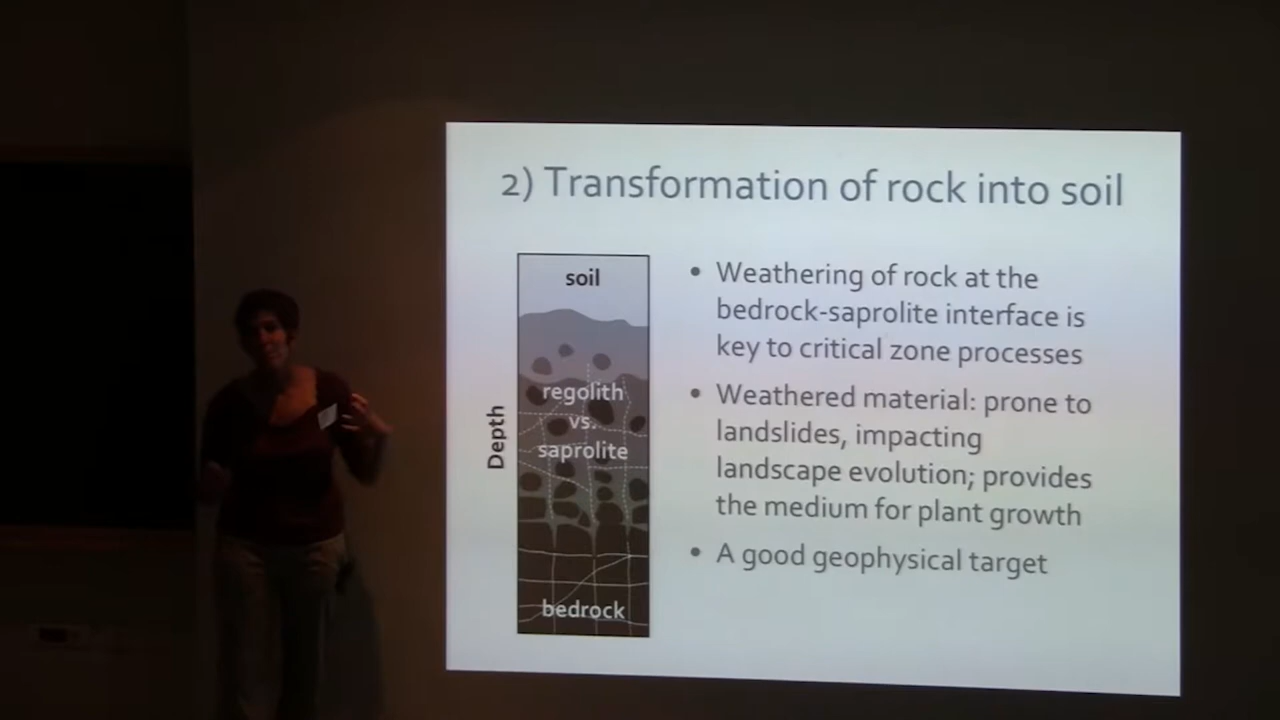 2) Transformation of rock into soil
soil
regolith
vs.
saprolite
bedrock
Depth
• Weathering of rock at the
bedrock-saprolite interface is
key to critical zone processes
• Weathered material: prone to
landslides, impacting
landscape evolution; provides
the medium for plant growth
• A good geophysical target